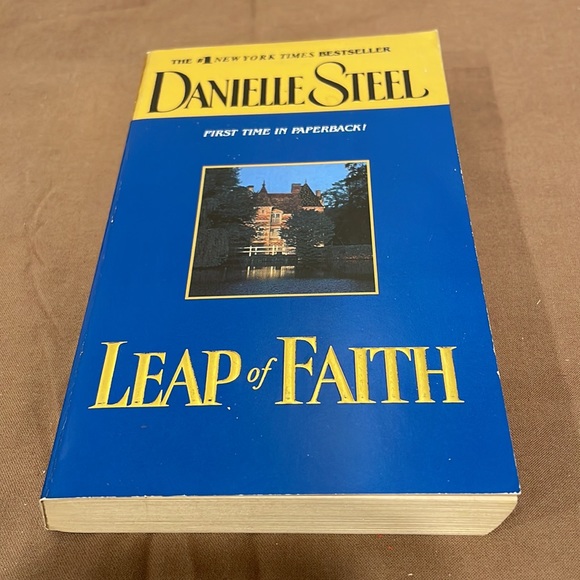 THE #1 NEW YORK TIMES BESTSELLER
DANIELLE STEEL
FIRST TIME IN PAPERBACK!
LEAP of FAITH